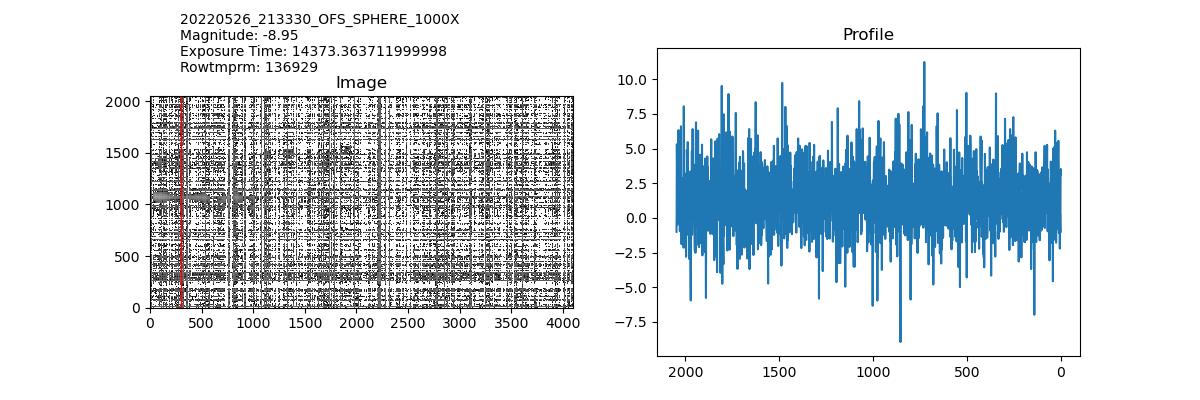 20220526_213330_OFS_SPHERE_1000X
Magnitude: -8.95
Exposure Time: 14373.363711999998
Rowtmprm: 136929
Image
2000
1500
1000
500
0
0 500 1000 1500 2000 2500 3000 3500 4000
Profile
10.0
7.5
5.0
2.5
0.0
−2.5
−5.0
−7.5
2000 1500 1000 500 0